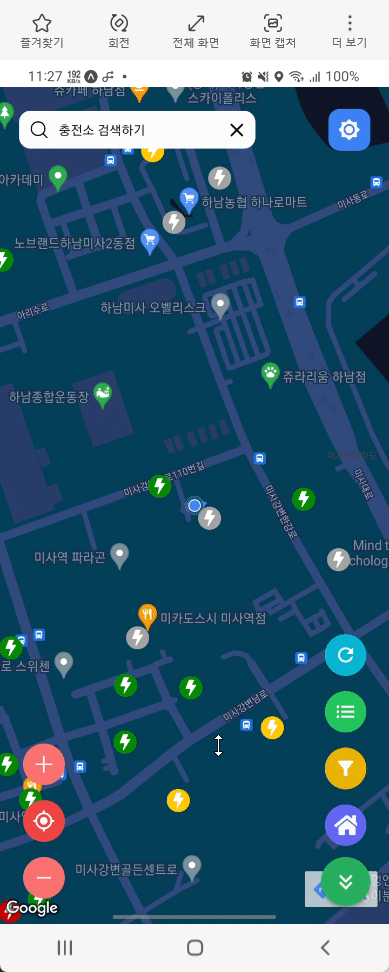 즐겨찾기
회전
전체 화면
화면 캡처
더 보기
11:27 192 KB/s
100%
쥬카페 하남점
스카이폴리스
충전소 검색하기
아카데미
하남농협 하나로마트
미사동로
노브랜드하남미사2동점
아리수로
하남미사 오벨리스크
쥬라리움 하남점
하남종합운동장
미사강변110번길
미사대로
미사강변한강로
미사역 파라곤
Mind t
chologi
미카도스시 미사역점
로 스위첸
미사강변남로
미사강변골든센트로
Google